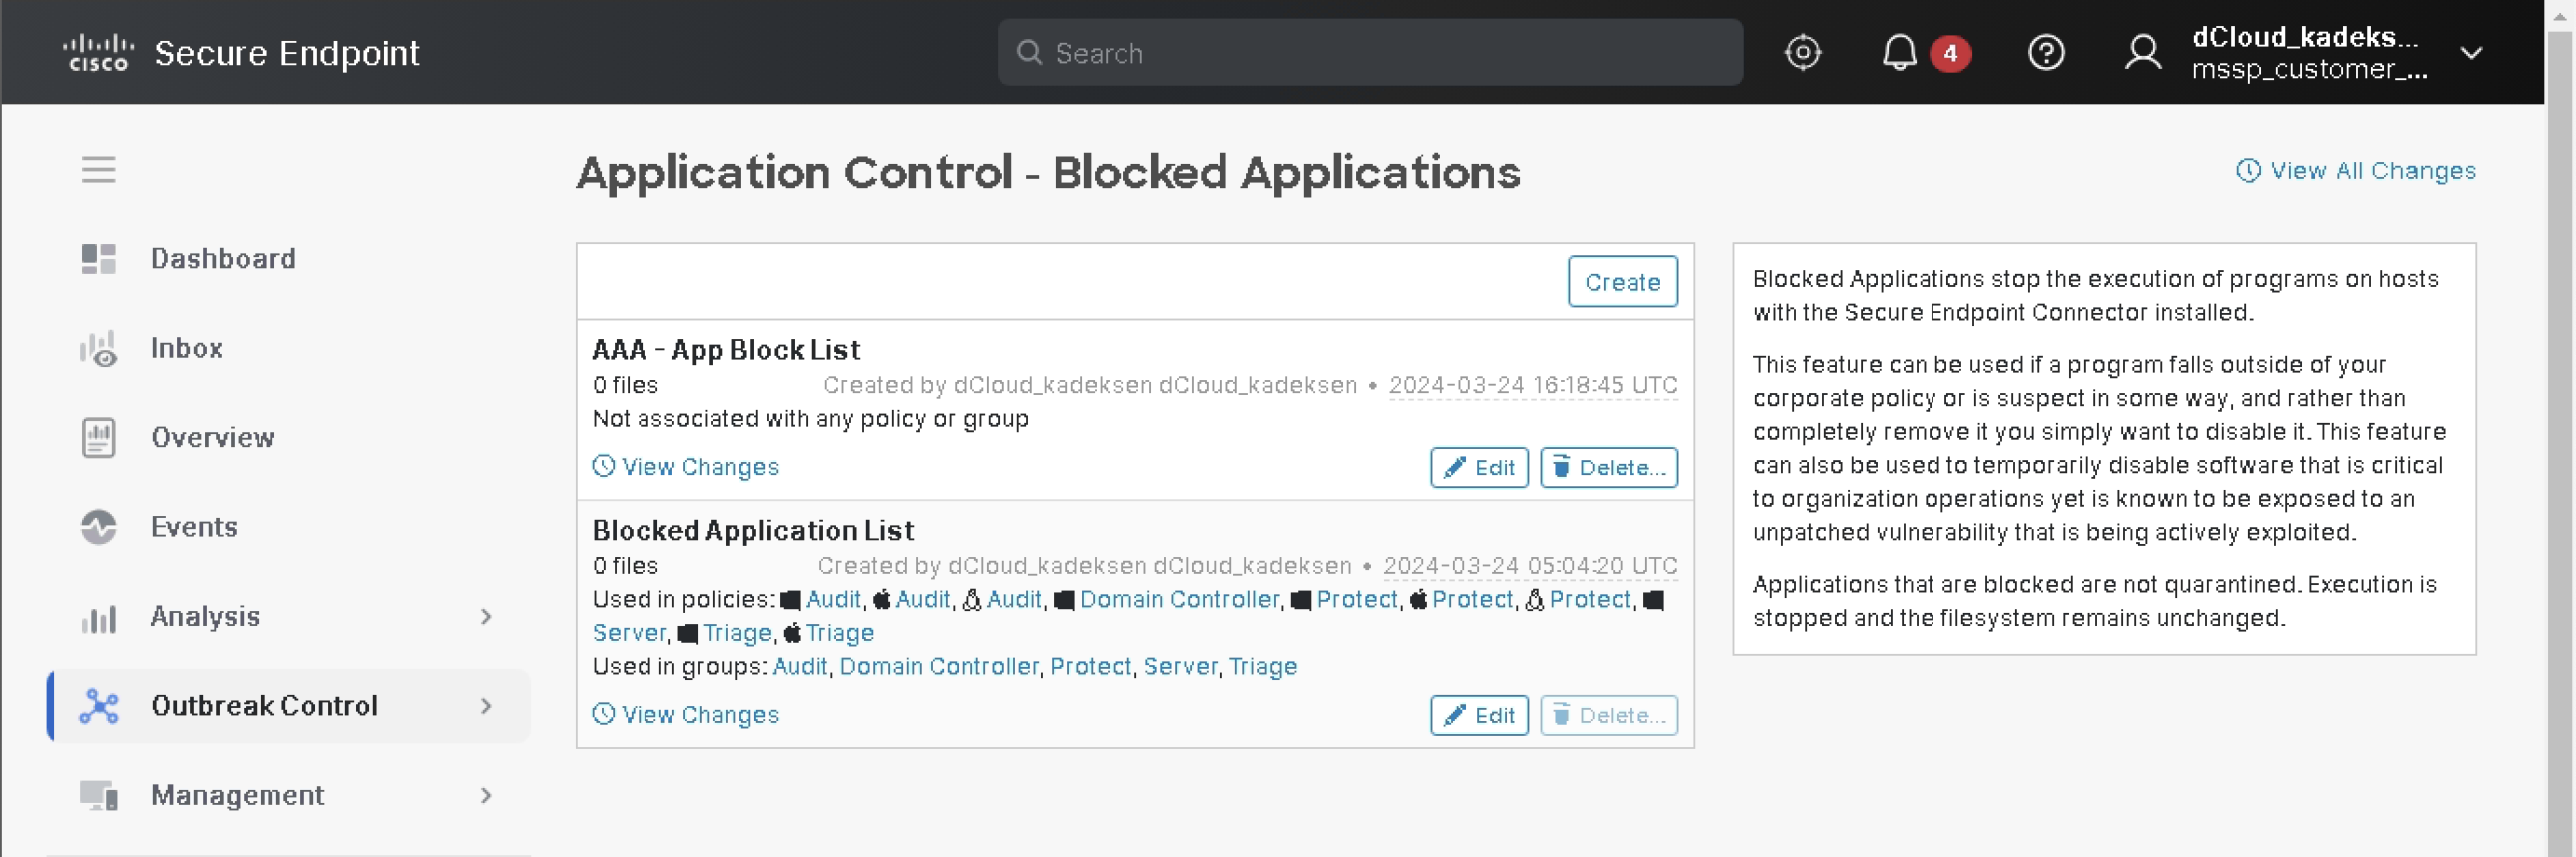 CISCO Secure Endpoint
Search
4
dCloud_kadeks...
mssp_customer_...
Application Control - Blocked Applications
View All Changes
Dashboard
Inbox
Overview
Events
Analysis
Outbreak Control
Management
Create
AAA - App Block List
0 files Created by dCloud_kadeksen dCloud_kadeksen • 2024-03-24 16:18:45 UTC
Not associated with any policy or group
View Changes Edit Delete...
Blocked Application List
0 files Created by dCloud_kadeksen dCloud_kadeksen • 2024-03-24 05:04:20 UTC
Used in policies: Audit, Audit, Audit, Domain Controller, Protect, Protect, Protect,
Server, Triage, Triage
Used in groups: Audit, Domain Controller, Protect, Server, Triage
View Changes Edit Delete...
Blocked Applications stop the execution of programs on hosts
with the Secure Endpoint Connector installed.
This feature can be used if a program falls outside of your
corporate policy or is suspect in some way, and rather than
completely remove it you simply want to disable it. This feature
can also be used to temporarily disable software that is critical
to organization operations yet is known to be exposed to an
unpatched vulnerability that is being actively exploited.
Applications that are blocked are not quarantined. Execution is
stopped and the filesystem remains unchanged.